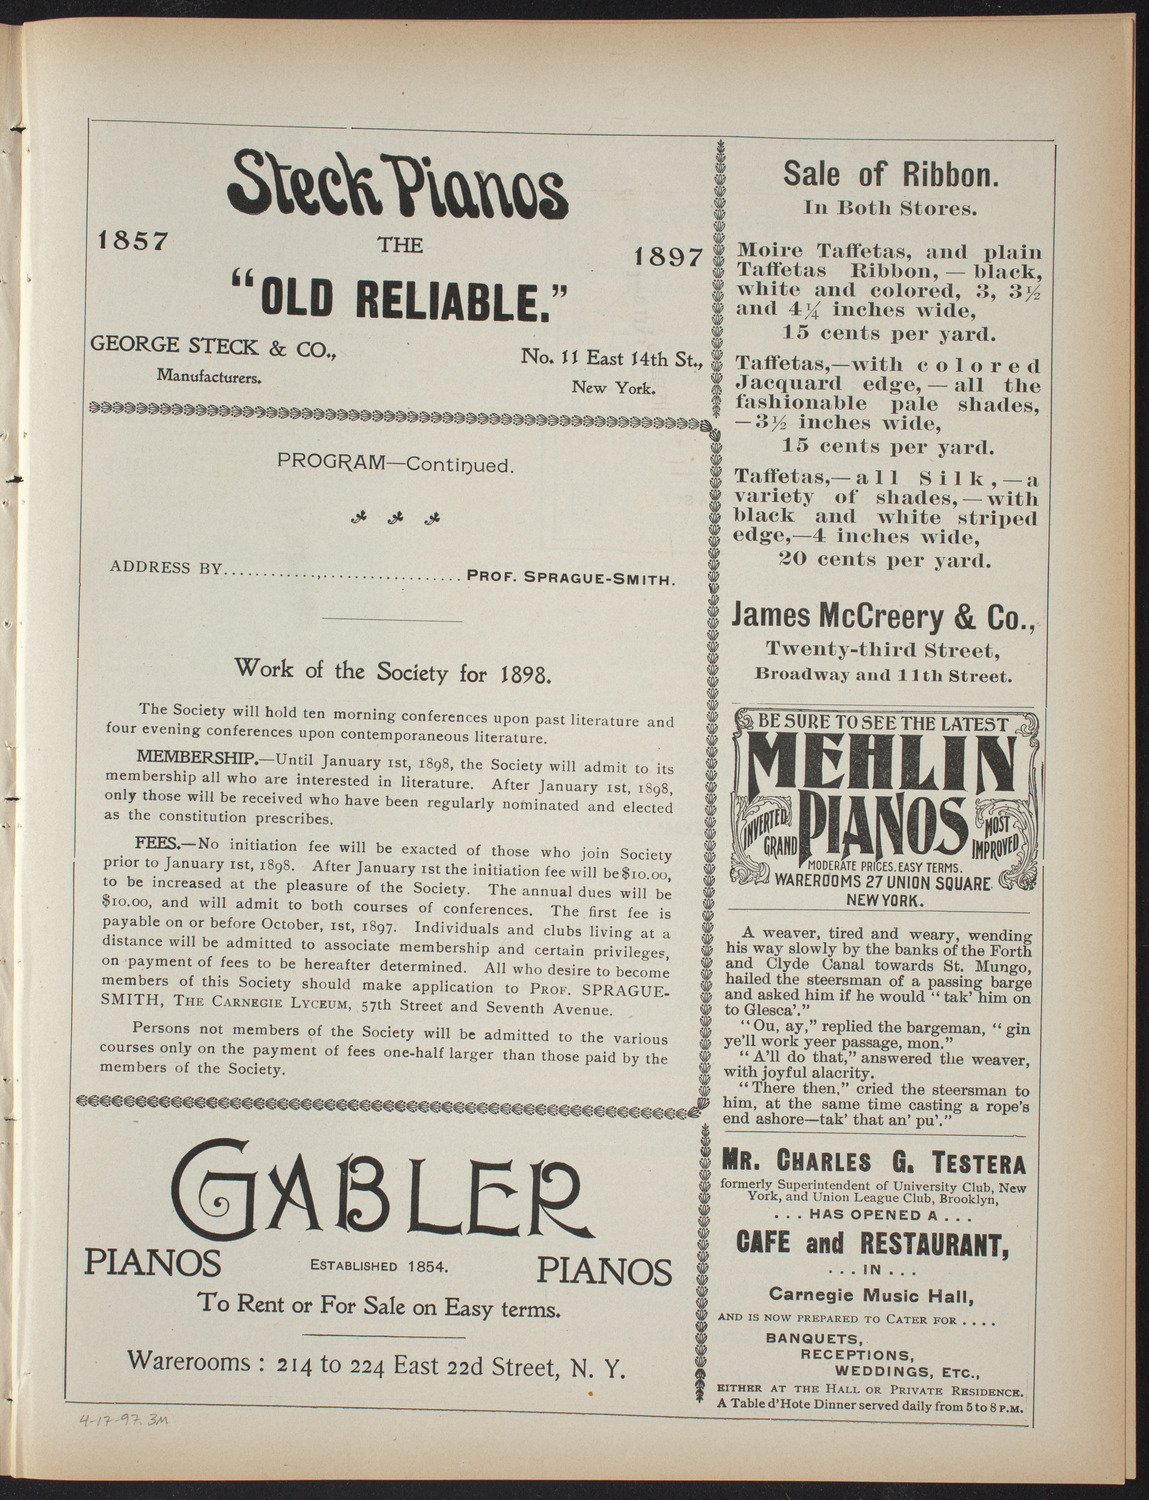 Steck Pianos
1857
THE
1897
"OLD RELIABLE."
GEORGE STECK & CO.,
Manufacturers.
No. 11 East 14th St.,
New York.
PROGRAM—Continued.
ADDRESS BY.................................. PROF. SPRAGUE-SMITH.
Work of the Society for 1898.
The Society will hold ten morning conferences upon past literature and
four evening conferences upon contemporaneous literature.
MEMBERSHIP.—Until January 1st, 1898, the Society will admit to its
membership all who are interested in literature. After January 1st, 1898,
only those will be received who have been regularly nominated and elected
as the constitution prescribes.
FEES.—No initiation fee will be exacted of those who join Society
prior to January 1st, 1898. After January 1st the initiation fee will be $10.00,
to be increased at the pleasure of the Society. The annual dues will be
$10.00, and will admit to both courses of conferences. The first fee is
payable on or before October, 1st, 1897. Individuals and clubs living at a
distance will be admitted to associate membership and certain privileges,
on payment of fees to be hereafter determined. All who desire to become
members of this Society should make application to PROF. SPRAGUE-
SMITH, THE CARNEGIE LYCEUM, 57th Street and Seventh Avenue.
Persons not members of the Society will be admitted to the various
courses only on the payment of fees one-half larger than those paid by the
members of the Society.
GABLER
PIANOS
ESTABLISHED 1854.
PIANOS
To Rent or For Sale on Easy terms.
Warerooms : 214 to 224 East 22d Street, N. Y.
4-17-97. 3M
Sale of Ribbon.
In Both Stores.
Moire Taffetas, and plain
Taffetas Ribbon, — black,
white and colored, 3, 3½
and 4¼ inches wide,
15 cents per yard.
Taffetas,—with colored
Jacquard edge, — all the
fashionable pale shades,
—3½ inches wide,
15 cents per yard.
Taffetas,—all Silk,—a
variety of shades,—with
black and white striped
edge,—4 inches wide,
20 cents per yard.
James McCreery & Co.,
Twenty-third Street,
Broadway and 11th Street.
BE SURE TO SEE THE LATEST
MEHLIN
PIANOS
INVERTED
GRAND
MOST
IMPROVED
MODERATE PRICES. EASY TERMS.
WAREROOMS 27 UNION SQUARE.
NEW YORK.
A weaver, tired and weary, wending
his way slowly by the banks of the Forth
and Clyde Canal towards St. Mungo,
hailed the steersman of a passing barge
and asked him if he would "tak' him on
to Glesca'."
"Ou, ay," replied the bargeman, "gin
ye'll work yeer passage, mon."
"A'll do that," answered the weaver,
with joyful alacrity.
"There then," cried the steersman to
him, at the same time casting a rope's
end ashore—tak' that an' pu'."
MR. CHARLES G. TESTERA
formerly Superintendent of University Club, New
York, and Union League Club, Brooklyn,
. . . HAS OPENED A . . .
CAFE and RESTAURANT,
. . . IN . . .
Carnegie Music Hall,
AND IS NOW PREPARED TO CATER FOR . . . .
BANQUETS,
RECEPTIONS,
WEDDINGS, ETC.,
EITHER AT THE HALL OR PRIVATE RESIDENCE.
A Table d'Hote Dinner served daily from 5 to 8 P.M.